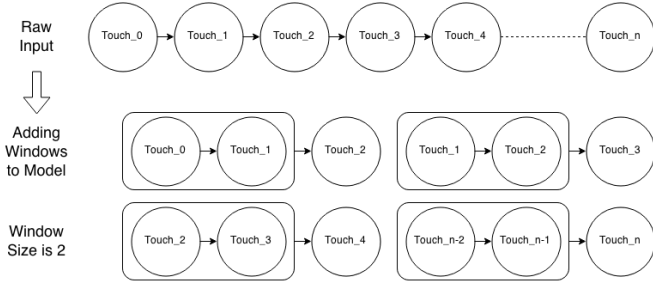 Raw
Input
Touch_0 Touch_1 Touch_2 Touch_3 Touch_4 Touch_n
Adding
Windows
to Model
Touch_0 Touch_1 Touch_2 Touch_1 Touch_2 Touch_3
Window
Size is 2
Touch_2 Touch_3 Touch_4 Touch_n-2 Touch_n-1 Touch_n